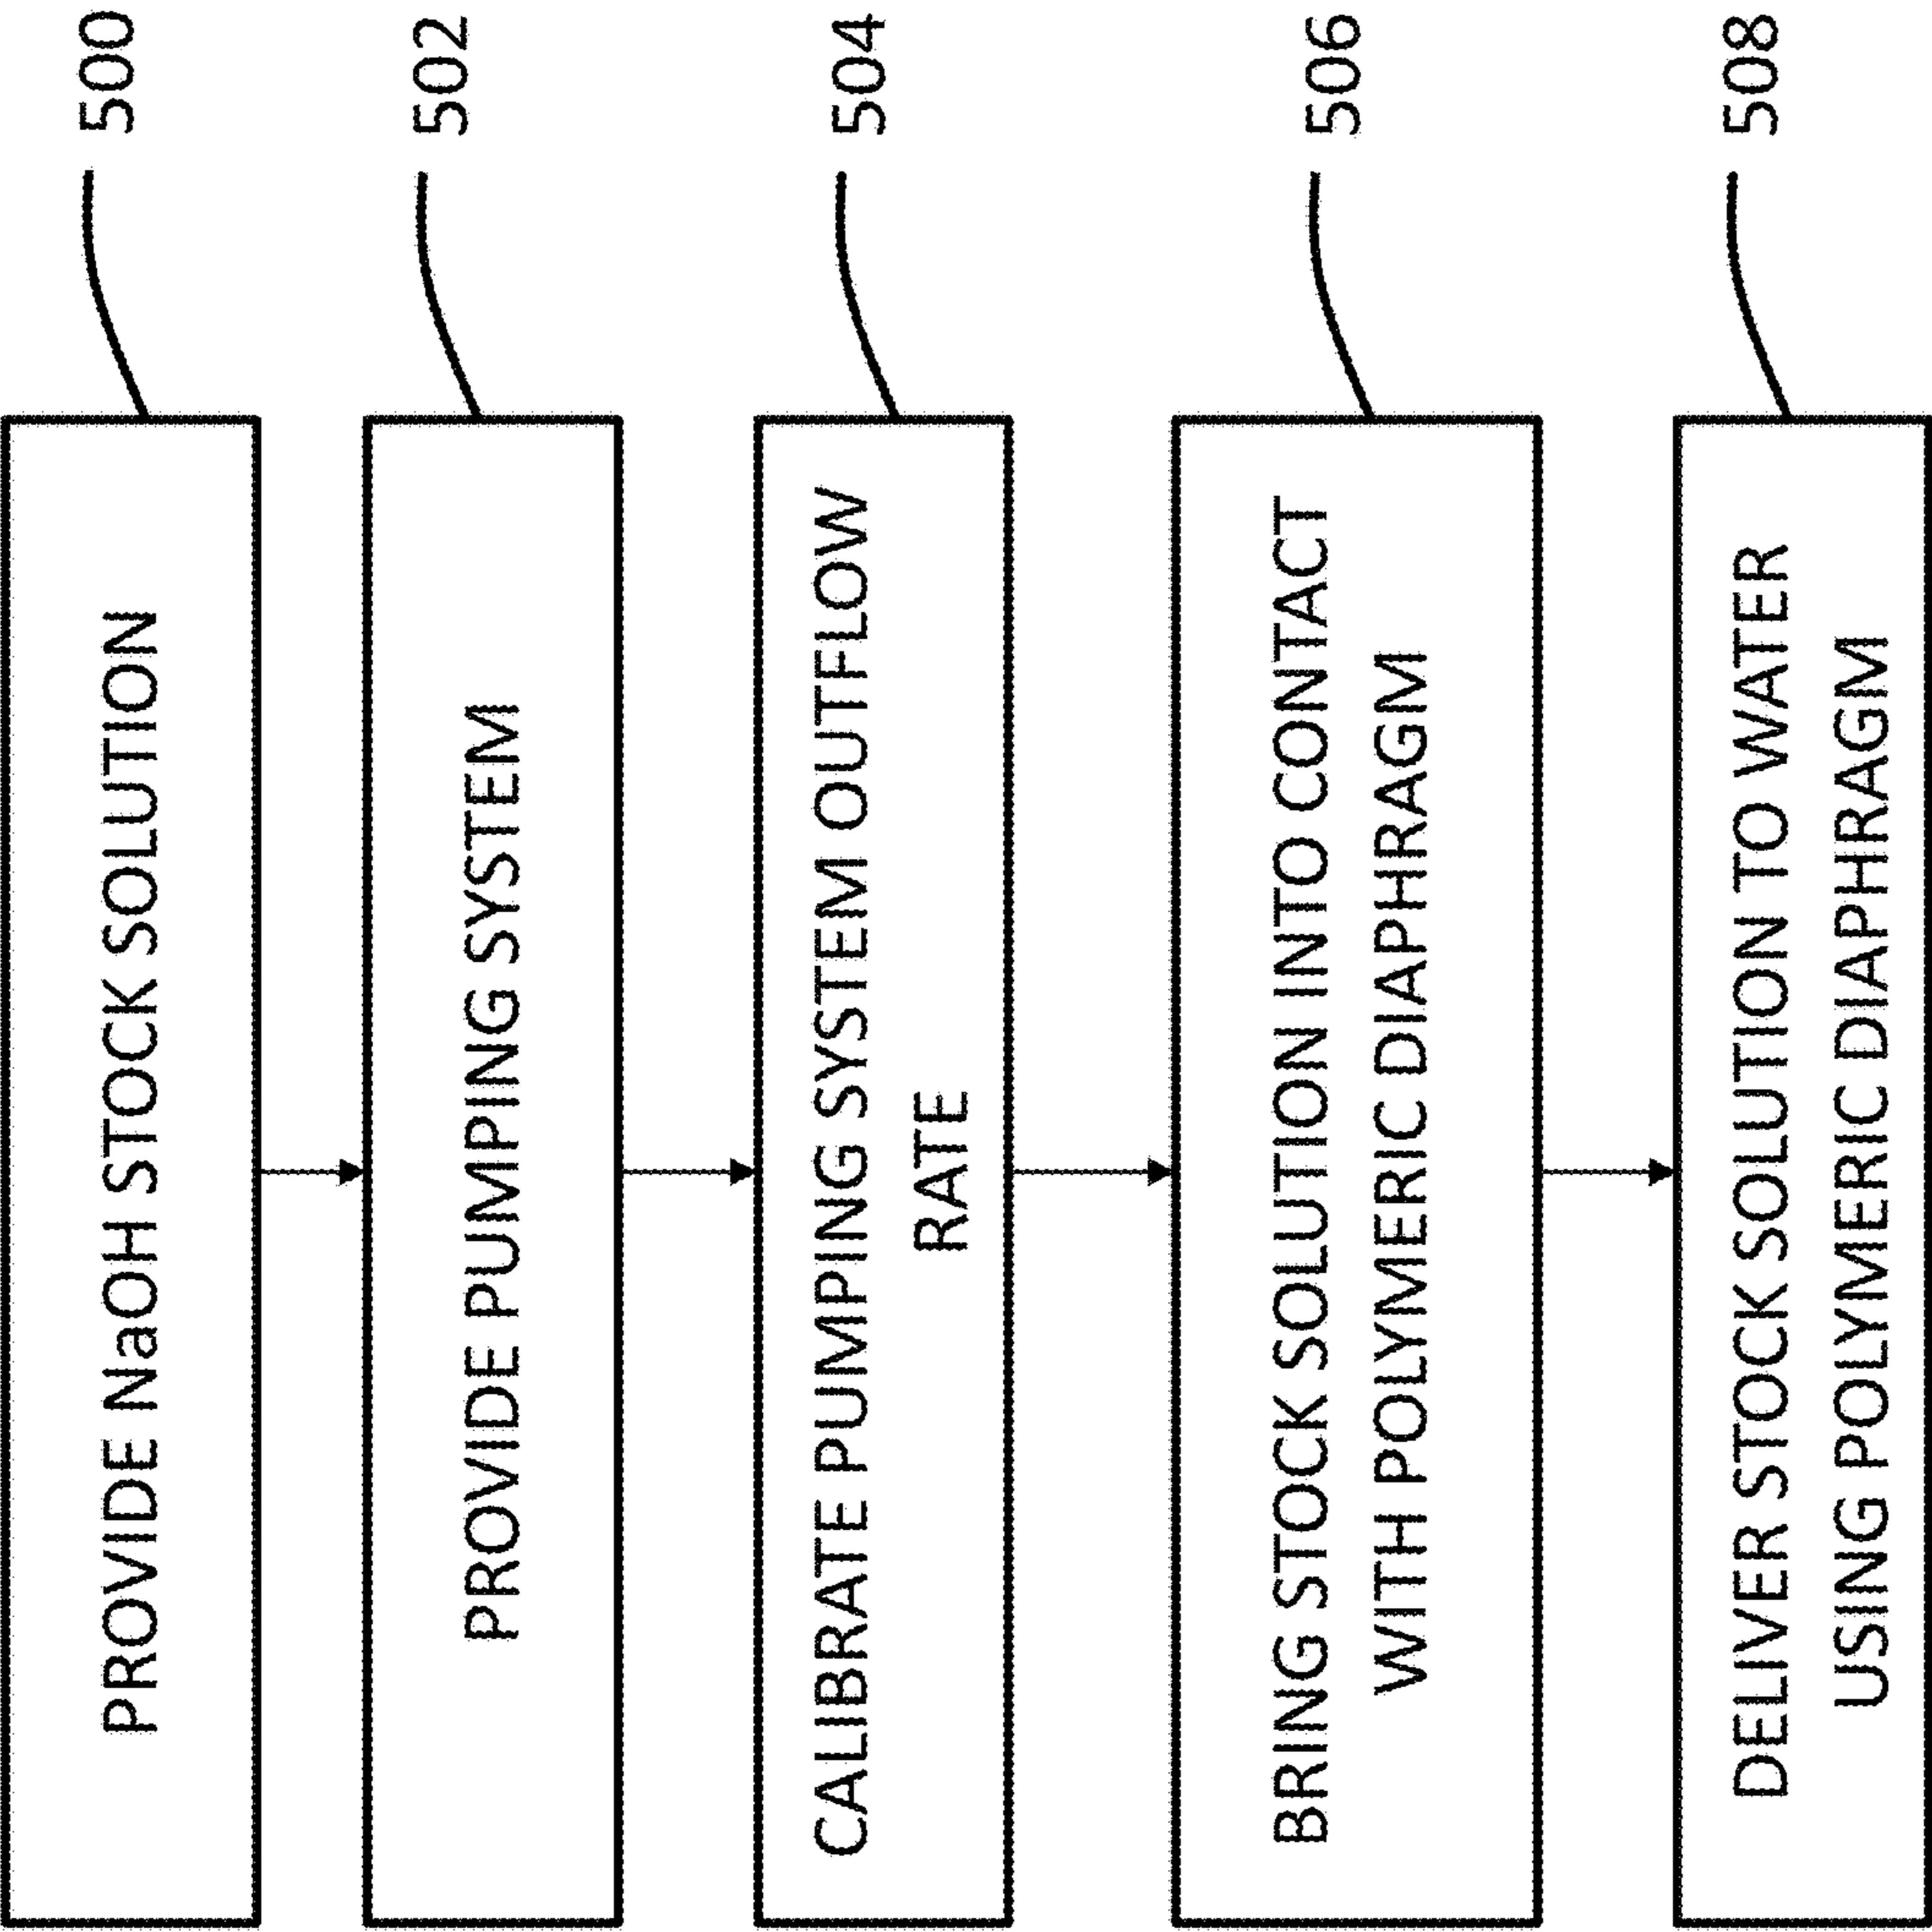 PROVIDE NaOH STOCK SOLUTION
500
PROVIDE PUMPING SYSTEM
502
CALIBRATE PUMPING SYSTEM OUTFLOW
RATE
504
BRING STOCK SOLUTION INTO CONTACT
WITH POLYMERIC DIAPHRAGM
506
DELIVER STOCK SOLUTION TO WATER
USING POLYMERIC DIAPHRAGM
508